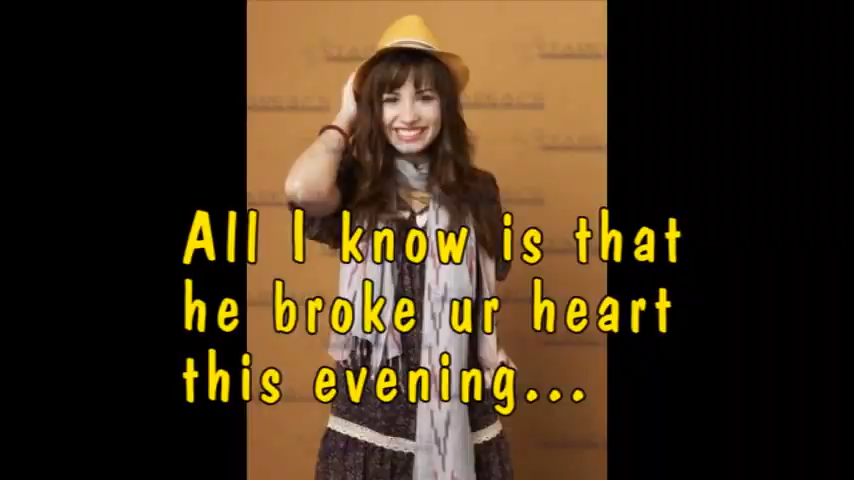 All I know is that
he broke ur heart
this evening...